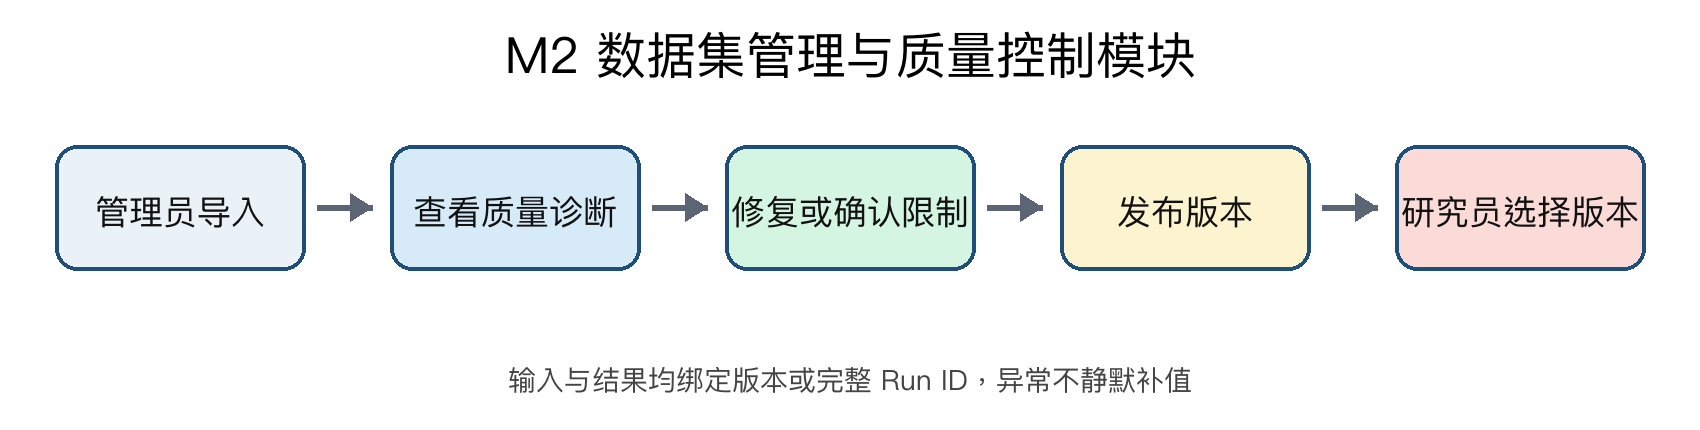 M2 数据集管理与质量控制模块
管理员导入
查看质量诊断
修复或确认限制
发布版本
研究员选择版本
输入与结果均绑定版本或完整 Run ID，异常不静默补值